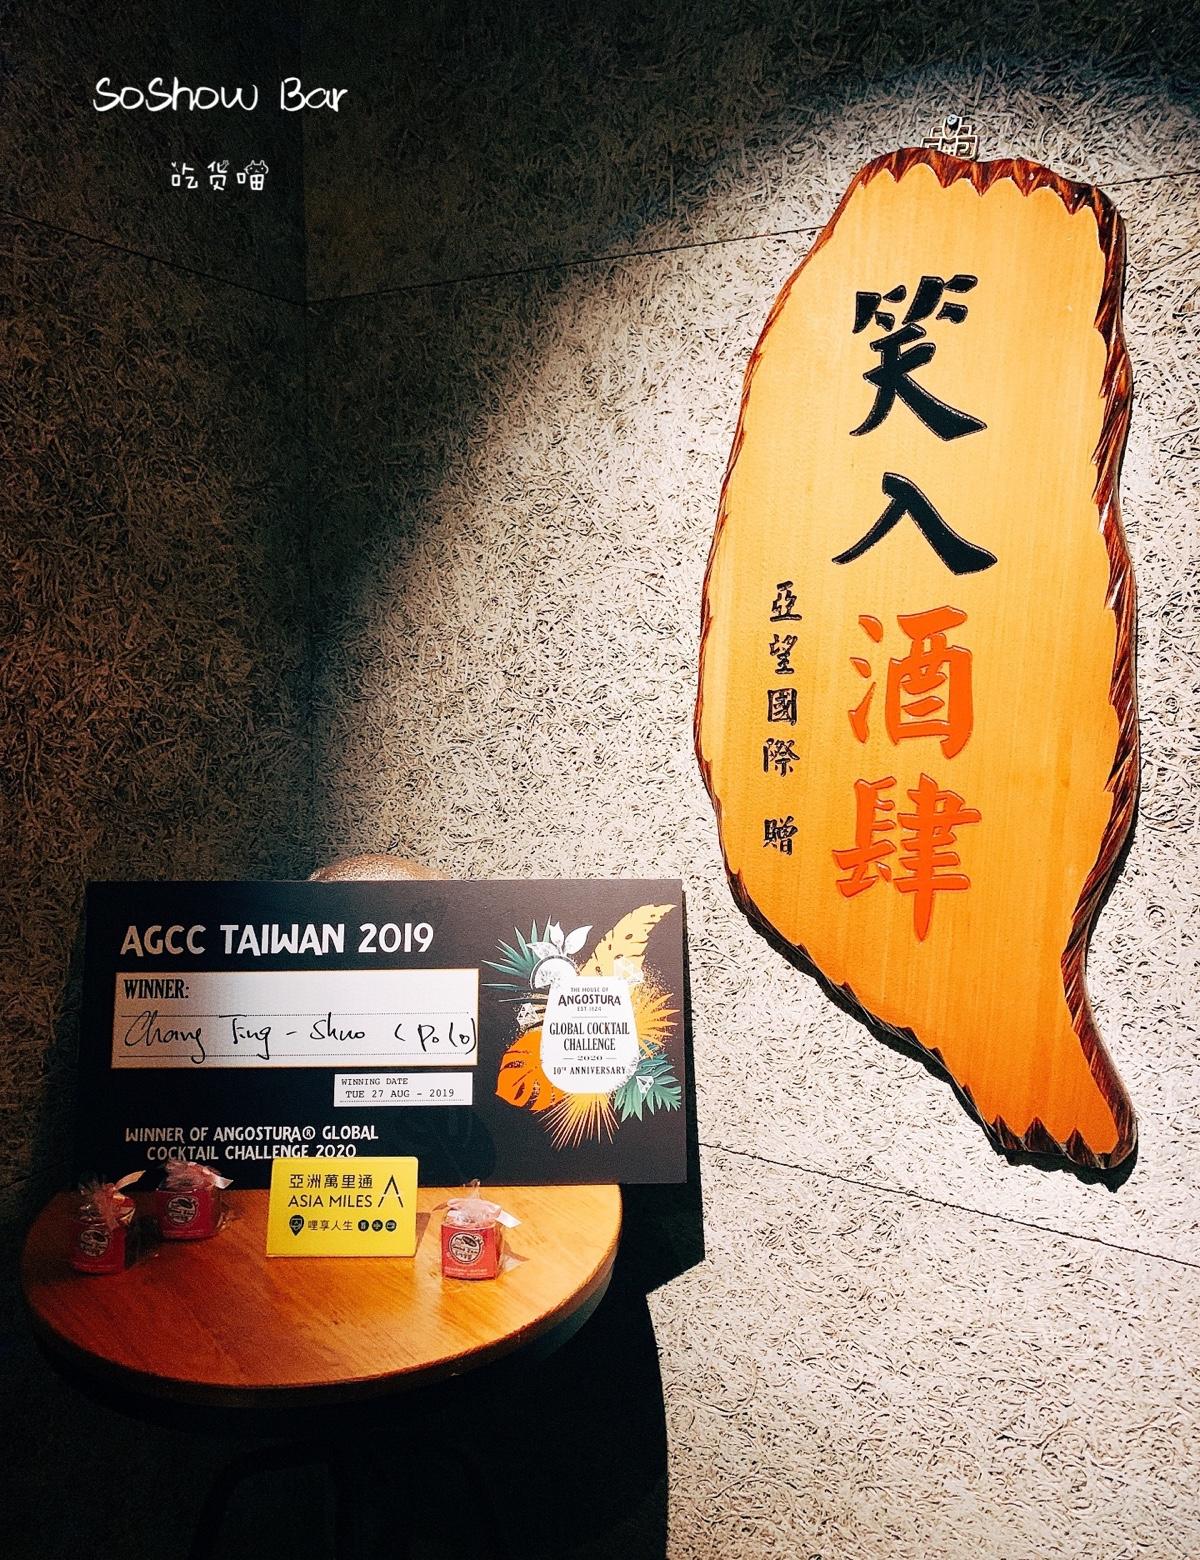 SoShow Bar
吃货喵
笑入酒肆
亞望國際 贈
AGCC TAIWAN 2019
WINNER:
Chang Ting - Shuo (Polo)
WINNING DATE
TUE 27 AUG - 2019
WINNER OF ANGOSTURA® GLOBAL
COCKTAIL CHALLENGE 2020
THE HOUSE OF
ANGOSTURA
EST. 1824
GLOBAL COCKTAIL
CHALLENGE
2020
10TH ANNIVERSARY
亞洲萬里通
ASIA MILES
哩享人生